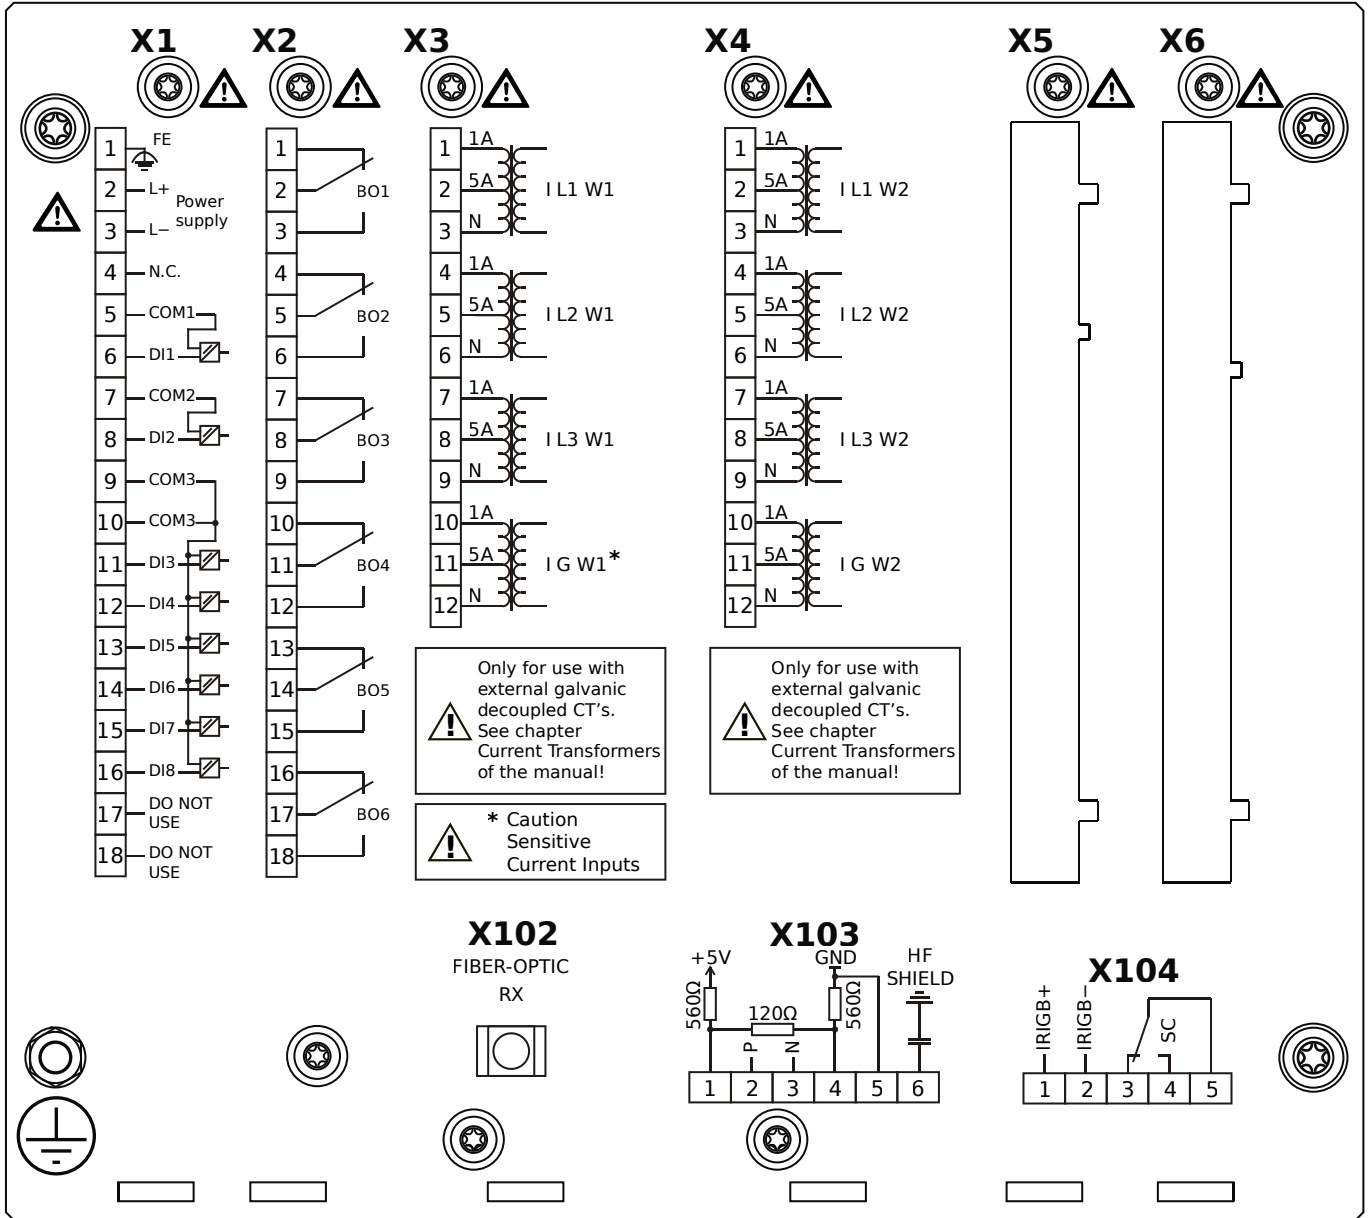 X1
X2
X3
X4
X5
X6
1 FE
2 L+
Power
supply
3 L−
4 N.C.
5 COM1
6 DI1
7 COM2
8 DI2
9 COM3
10 COM3
11 DI3
12 DI4
13 DI5
14 DI6
15 DI7
16 DI8
17 DO NOT
USE
18 DO NOT
USE
1
2 BO1
3
4
5 BO2
6
7
8 BO3
9
10
11 BO4
12
13
14 BO5
15
16
17 BO6
18
1 1A
2 5A I L1 W1
3 N
4 1A
5 5A I L2 W1
6 N
7 1A
8 5A I L3 W1
9 N
10 1A
11 5A I G W1*
12 N
Only for use with
external galvanic
decoupled CT's.
See chapter
Current Transformers
of the manual!
* Caution
Sensitive
Current Inputs
1 1A
2 5A I L1 W2
3 N
4 1A
5 5A I L2 W2
6 N
7 1A
8 5A I L3 W2
9 N
10 1A
11 5A I G W2
12 N
Only for use with
external galvanic
decoupled CT's.
See chapter
Current Transformers
of the manual!
X102
FIBER-OPTIC
RX
X103
+5V
GND
HF
SHIELD
560Ω
120Ω
560Ω
P
N
1 2 3 4 5 6
X104
IRIGB+
IRIGB−
SC
1 2 3 4 5